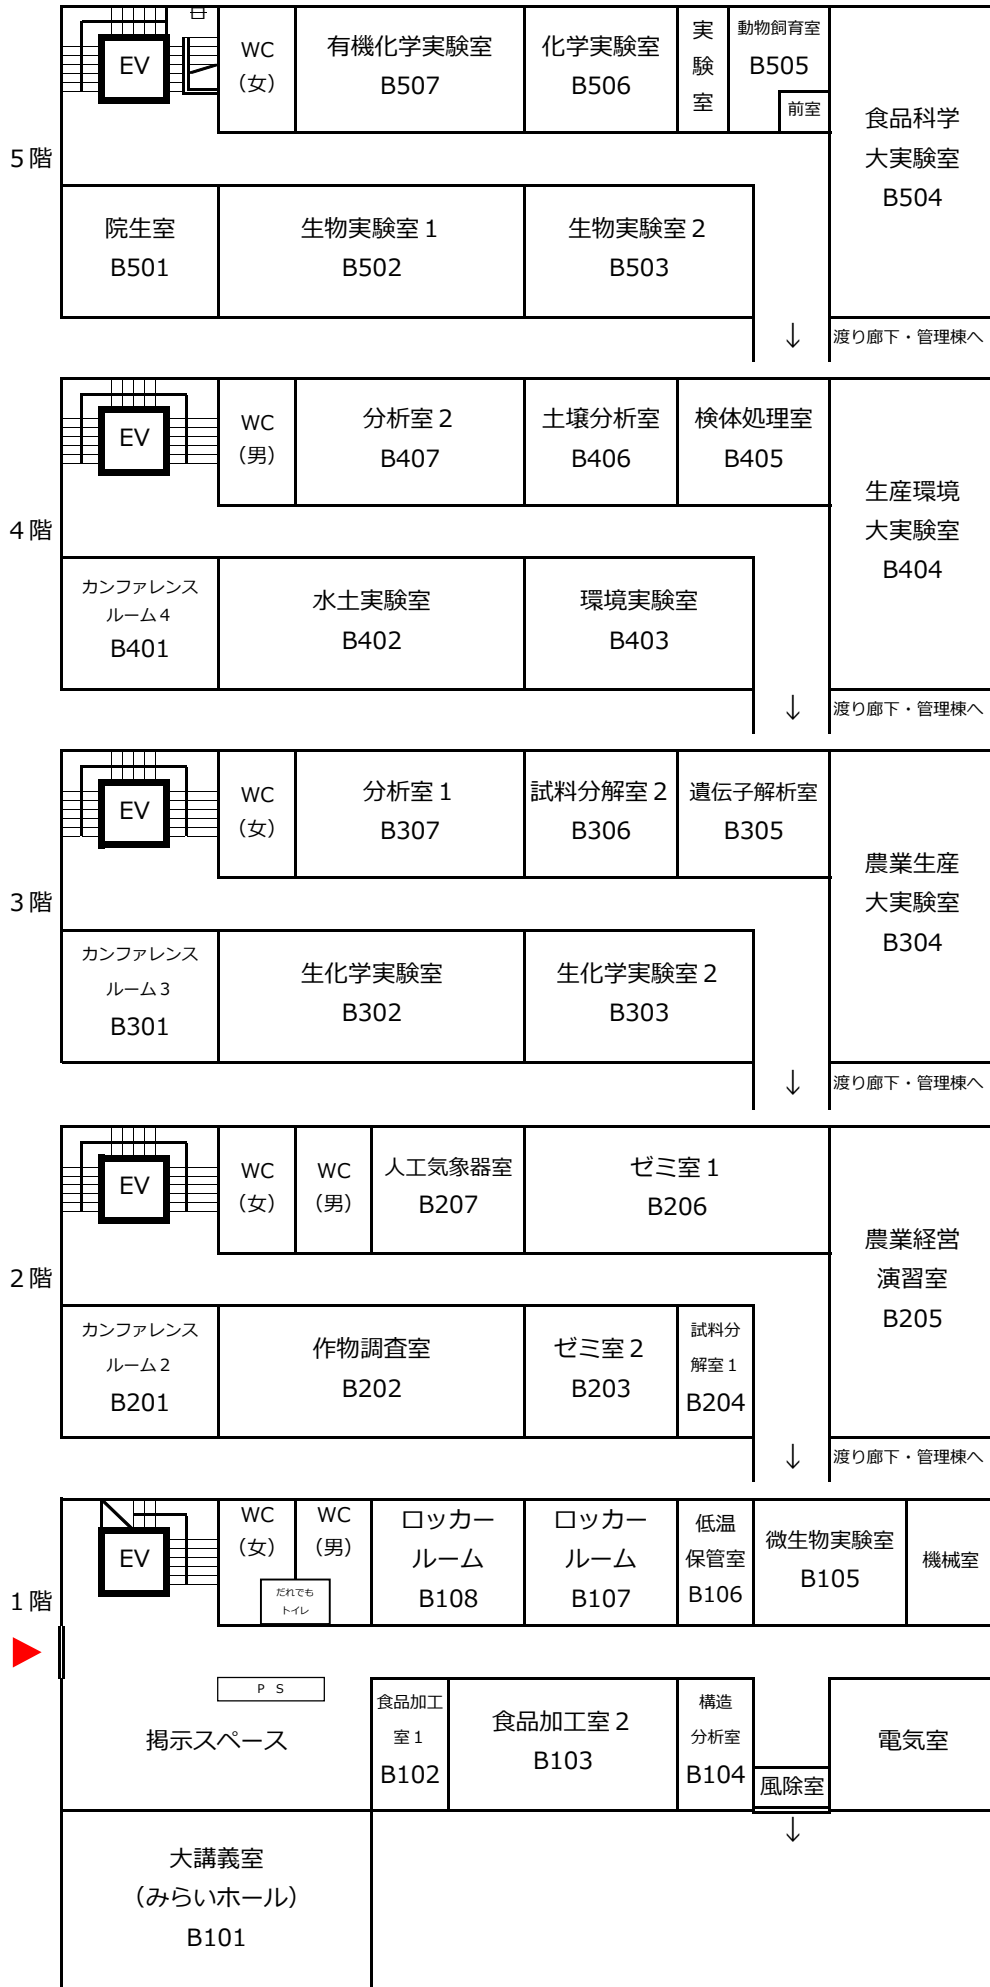 EV
WC
（女）
有機化学実験室
B507
化学実験室
B506
実
験
室
動物飼育室
B505
前室
食品科学
大実験室
B504
5階
院生室
B501
生物実験室1
B502
生物実験室2
B503
↓
渡り廊下・管理棟へ
EV
WC
（男）
分析室2
B407
土壌分析室
B406
検体処理室
B405
生産環境
大実験室
B404
4階
カンファレンス
ルーム4
B401
水土実験室
B402
環境実験室
B403
↓
渡り廊下・管理棟へ
EV
WC
（女）
分析室1
B307
試料分解室2
B306
遺伝子解析室
B305
農業生産
大実験室
B304
3階
カンファレンス
ルーム3
B301
生化学実験室
B302
生化学実験室2
B303
↓
渡り廊下・管理棟へ
EV
WC
（女）
WC
（男）
人工気象器室
B207
ゼミ室1
B206
農業経営
演習室
B205
2階
カンファレンス
ルーム2
B201
作物調査室
B202
ゼミ室2
B203
試料分
解室1
B204
↓
渡り廊下・管理棟へ
EV
WC
（女）
WC
（男）
だれでも
トイレ
ロッカー
ルーム
B108
ロッカー
ルーム
B107
低温
保管室
B106
微生物実験室
B105
機械室
1階
PS
掲示スペース
食品加工
室1
B102
食品加工室2
B103
構造
分析室
B104
風除室
↓
電気室
大講義室
（みらいホール）
B101